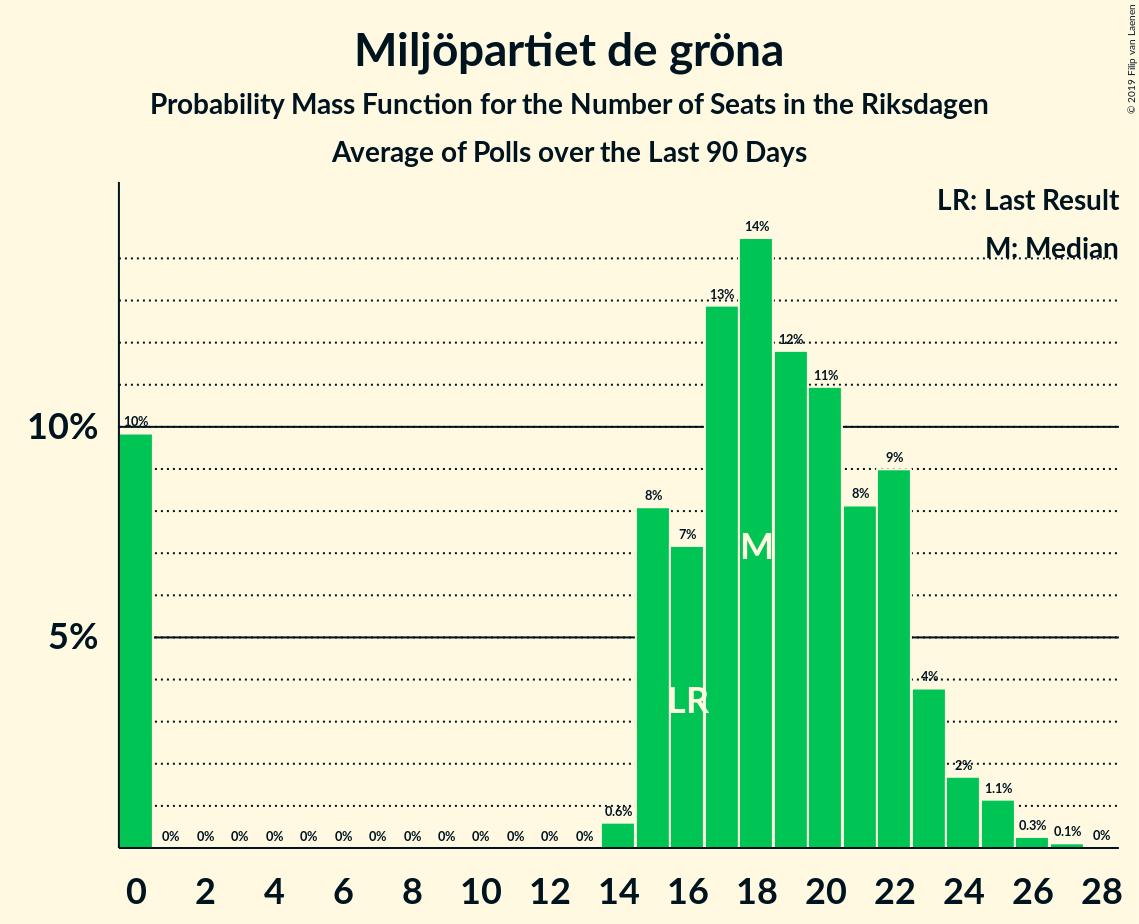 Miljöpartiet de gröna
Probability Mass Function for the Number of Seats in the Riksdagen
Average of Polls over the Last 90 Days
© 2019 Filip van Laenen
LR: Last Result
M: Median
10%
5%
10% 0% 0% 0% 0% 0% 0% 0% 0% 0% 0% 0% 0% 0% 0.6% 8% 7% 13% 14% 12% 11% 8% 9% 4% 2% 1.1% 0.3% 0.1% 0%
M
LR
0 2 4 6 8 10 12 14 16 18 20 22 24 26 28